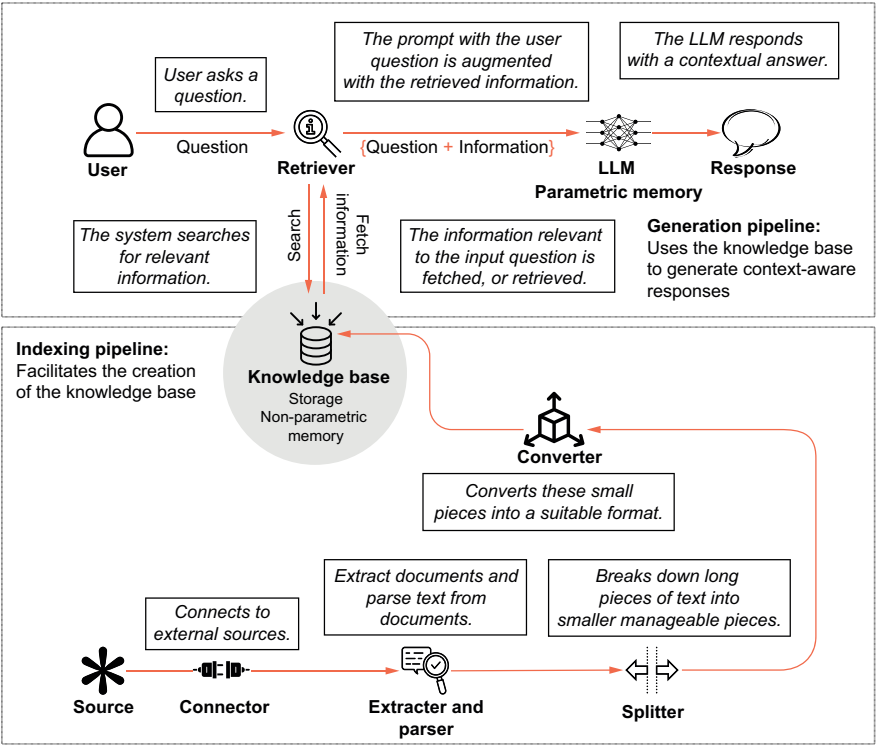 User asks a
question.
The prompt with the user
question is augmented
with the retrieved information.
The LLM responds
with a contextual answer.
User
Question
Retriever
{Question + Information}
LLM
Parametric memory
Response
The system searches
for relevant
information.
Search
Fetch
information
The information relevant
to the input question is
fetched, or retrieved.
Generation pipeline:
Uses the knowledge base
to generate context-aware
responses
Indexing pipeline:
Facilitates the creation
of the knowledge base
Knowledge base
Storage
Non-parametric
memory
Converter
Converts these small
pieces into a suitable format.
Connects to
external sources.
Extract documents and
parse text from
documents.
Breaks down long
pieces of text into
smaller manageable pieces.
Source
Connector
Extracter and
parser
Splitter